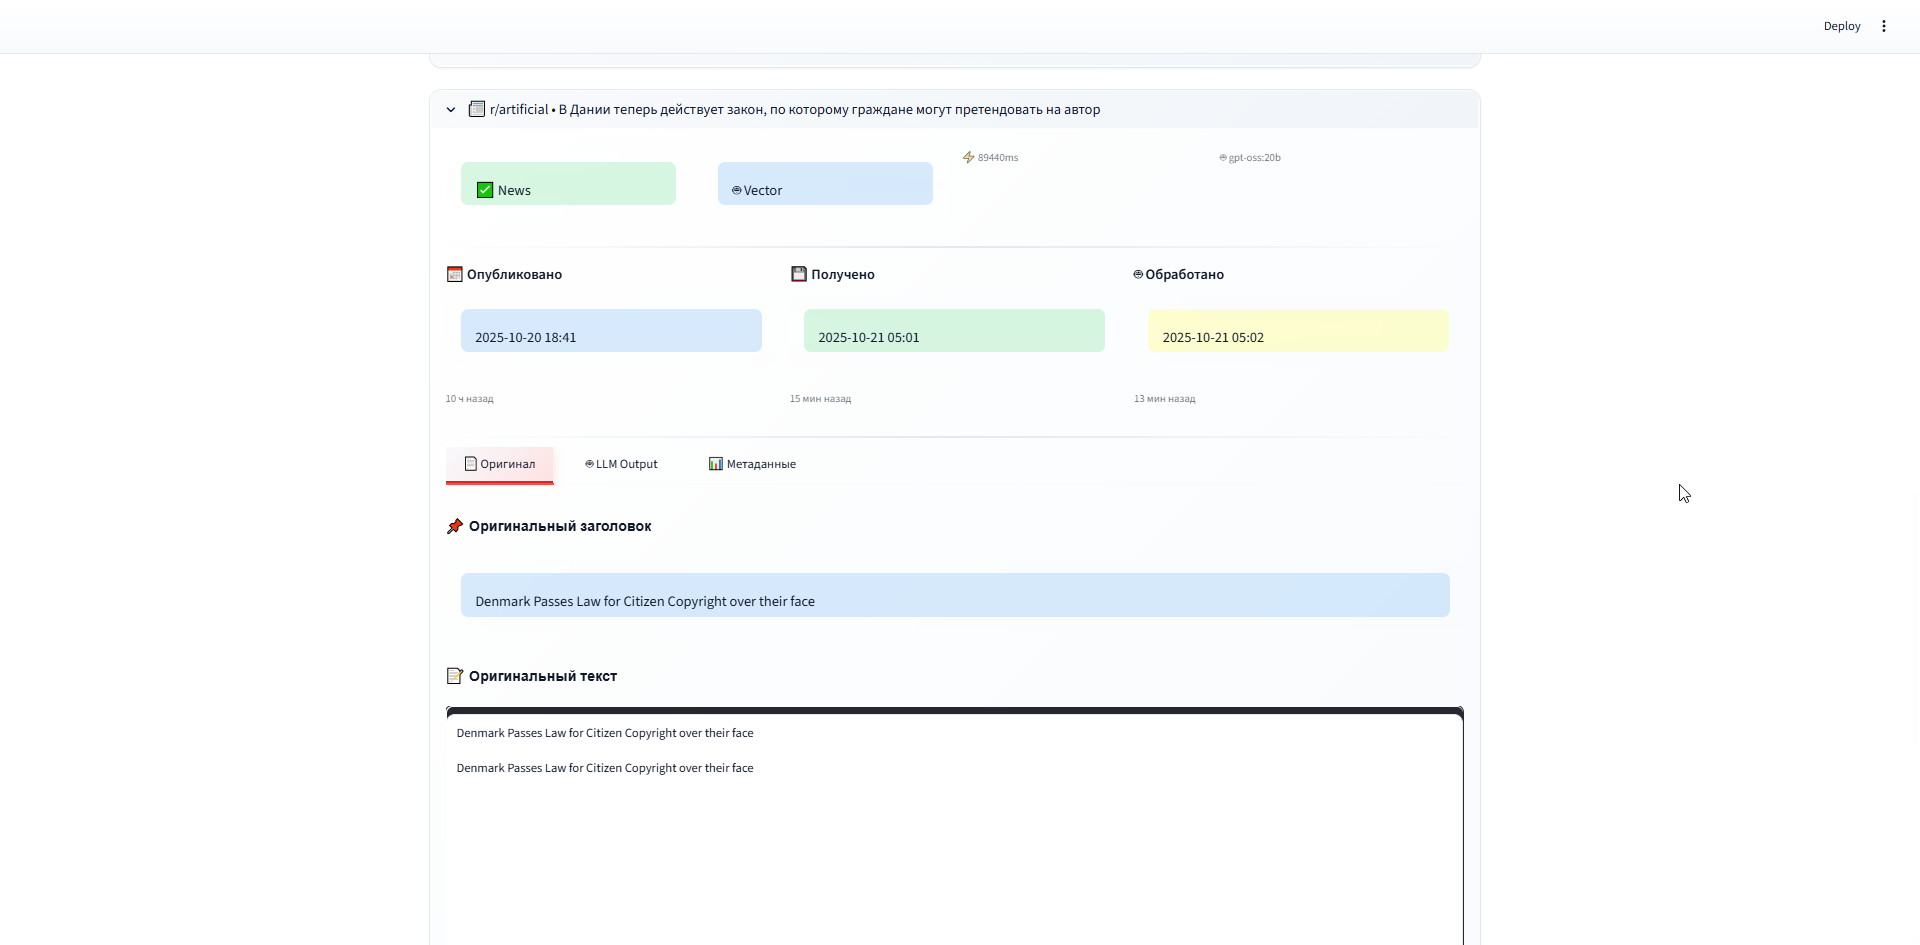 Deploy
r/artificial • В Дании теперь действует закон, по которому граждане могут претендовать на автор
News
Vector
89440ms
gpt-oss:20b
Опубликовано
Получено
Обработано
2025-10-20 18:41
2025-10-21 05:01
2025-10-21 05:02
10 ч назад
15 мин назад
13 мин назад
Оригинал
LLM Output
Метаданные
Оригинальный заголовок
Denmark Passes Law for Citizen Copyright over their face
Оригинальный текст
Denmark Passes Law for Citizen Copyright over their face
Denmark Passes Law for Citizen Copyright over their face